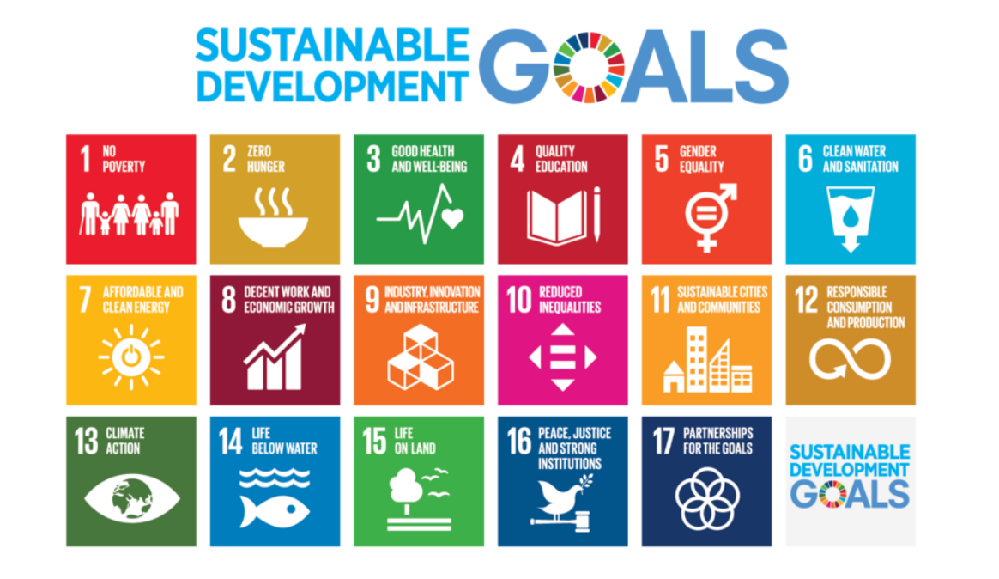 SUSTAINABLE
DEVELOPMENT
GOALS
1 NO
POVERTY
2 ZERO
HUNGER
3 GOOD HEALTH
AND WELL-BEING
4 QUALITY
EDUCATION
5 GENDER
EQUALITY
6 CLEAN WATER
AND SANITATION
7 AFFORDABLE AND
CLEAN ENERGY
8 DECENT WORK AND
ECONOMIC GROWTH
9 INDUSTRY, INNOVATION
AND INFRASTRUCTURE
10 REDUCED
INEQUALITIES
11 SUSTAINABLE CITIES
AND COMMUNITIES
12 RESPONSIBLE
CONSUMPTION
AND PRODUCTION
13 CLIMATE
ACTION
14 LIFE
BELOW WATER
15 LIFE
ON LAND
16 PEACE, JUSTICE
AND STRONG
INSTITUTIONS
17 PARTNERSHIPS
FOR THE GOALS
SUSTAINABLE
DEVELOPMENT
GOALS